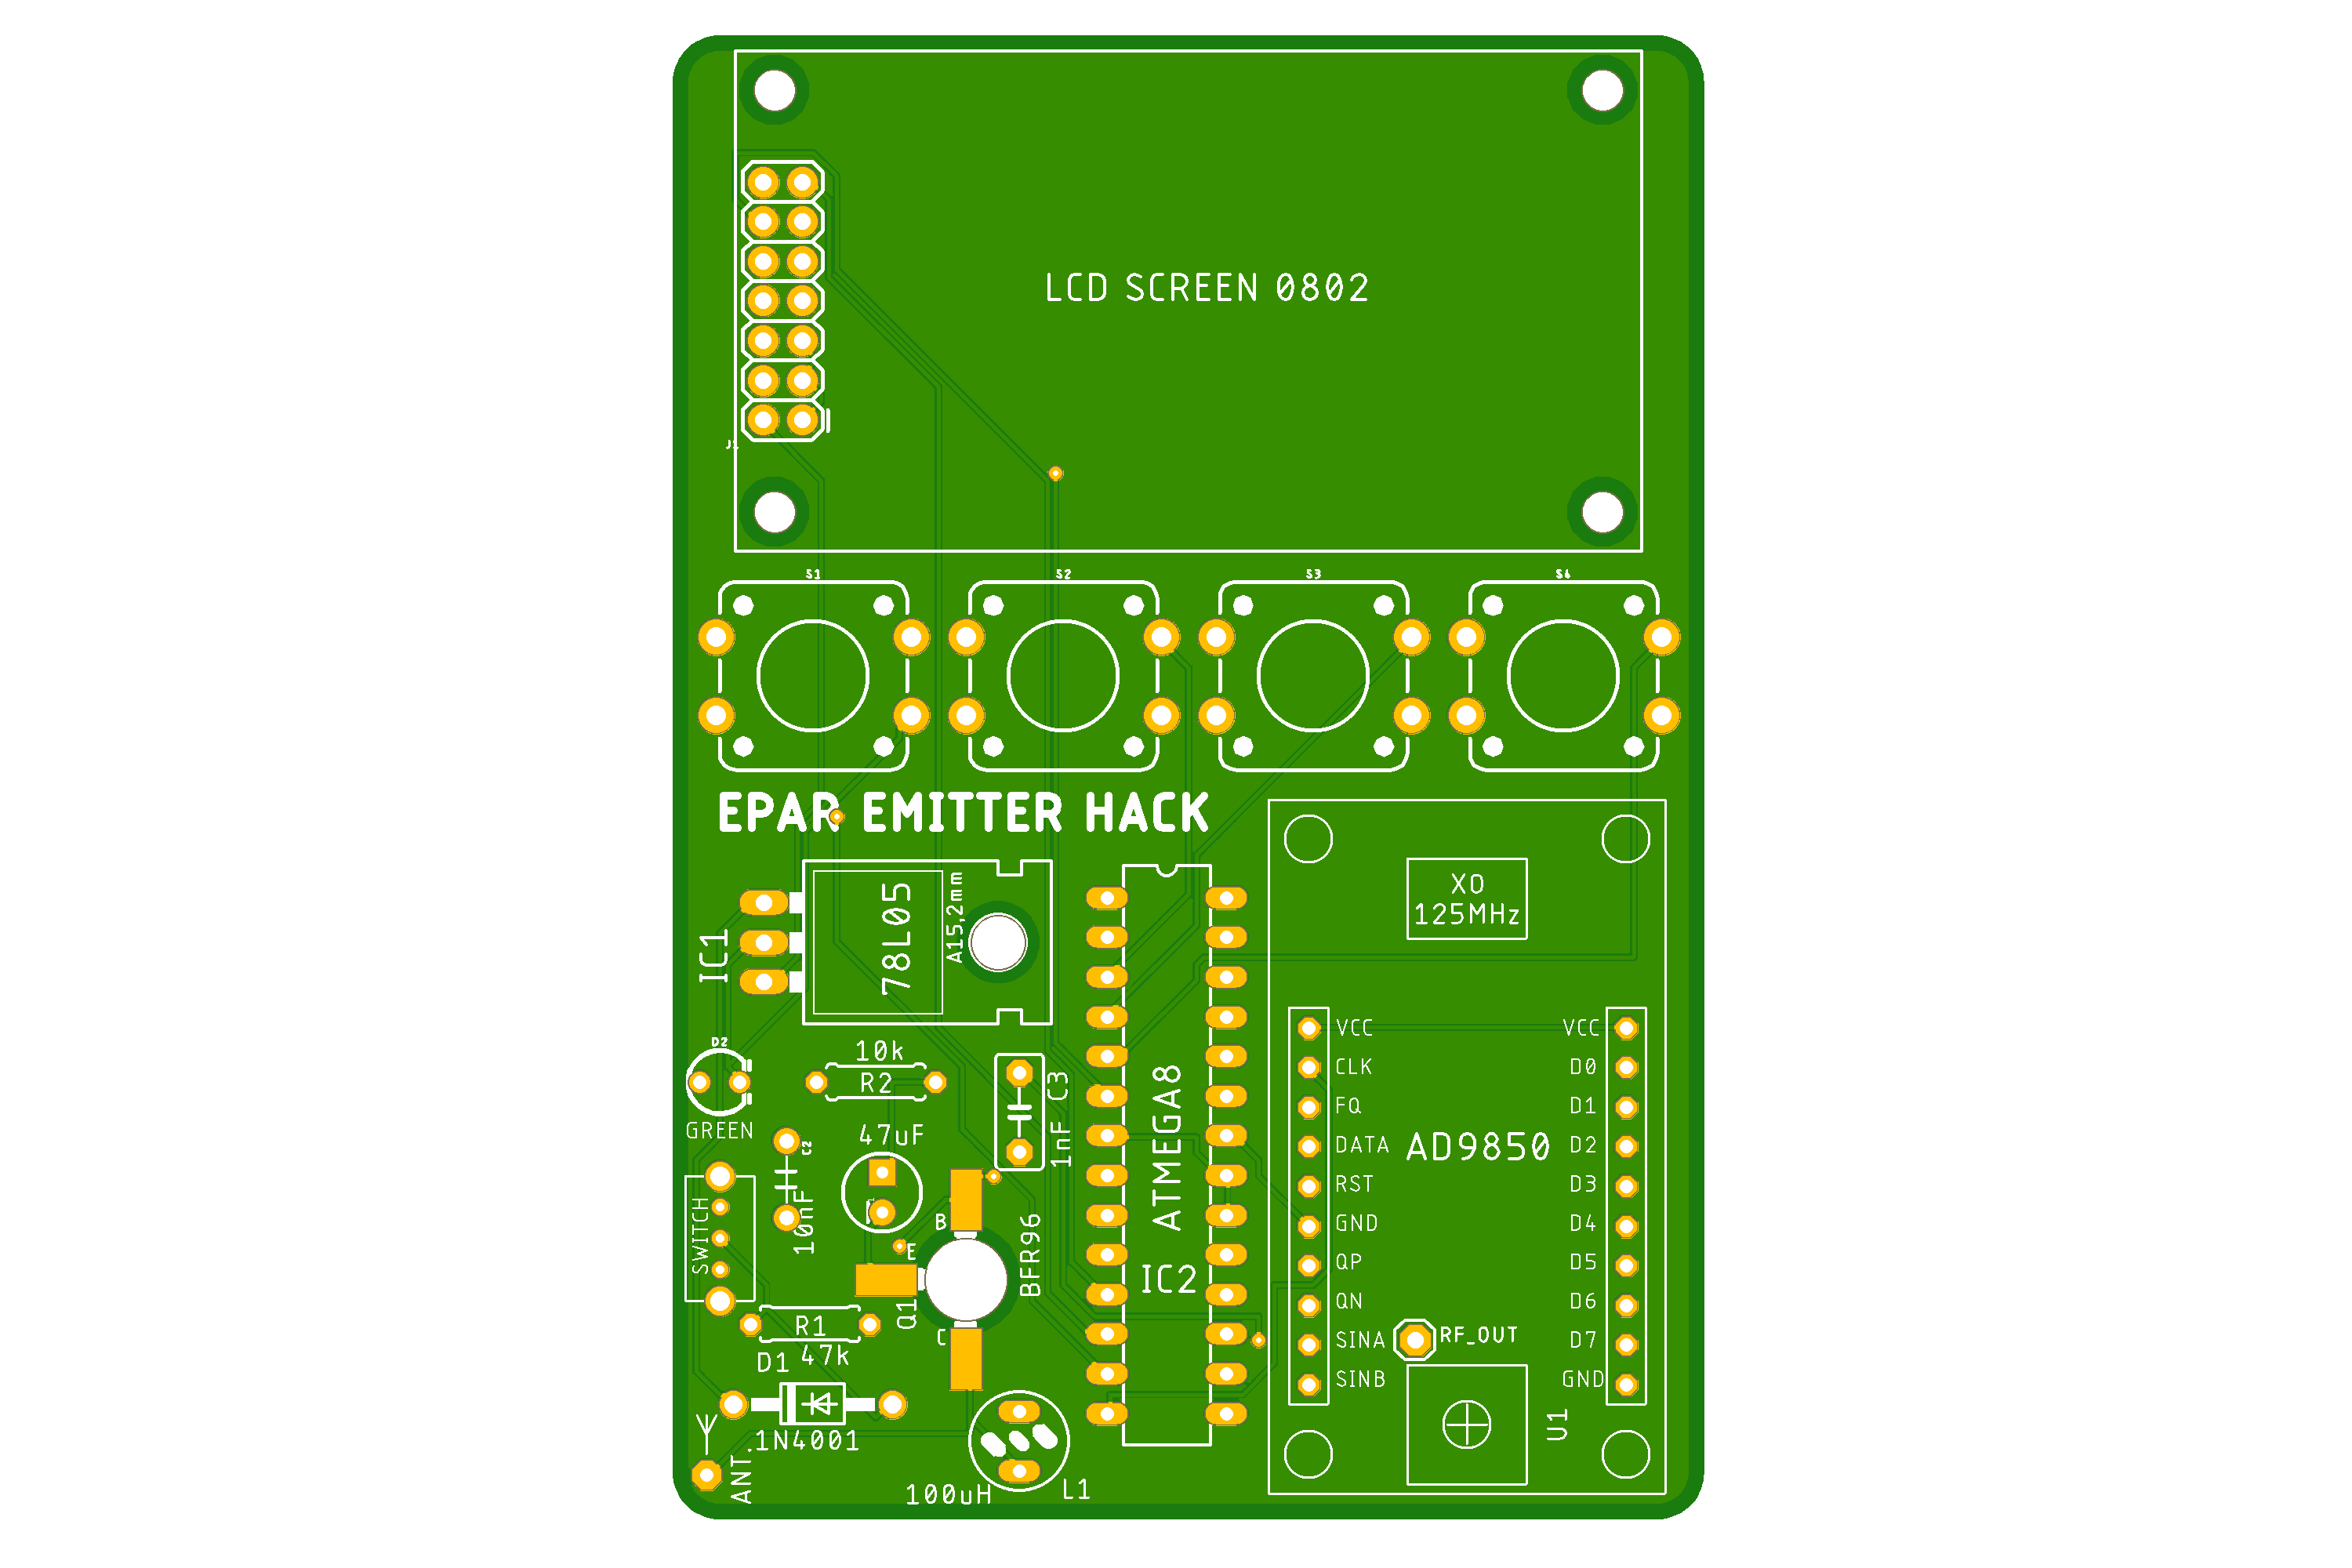 LCD SCREEN 0802
J1
S1 S2 S3 S4
EPAR EMITTER HACK
IC1
78L05
A15,2mm
XO
125MHz
D2
GREEN
10k
R2
C3
1nF
47uF
C2
10nF
SWITCH
B
E
C
Q1
BFR96
R1
47k
D1
1N4001
ANT.
100uH
L1
ATMEGA8
IC2
VCC VCC
CLK D0
FQ D1
DATA D2
AD9850
RST D3
GND D4
QP D5
QN D6
SINA D7
SINB GND
RF_OUT
U1